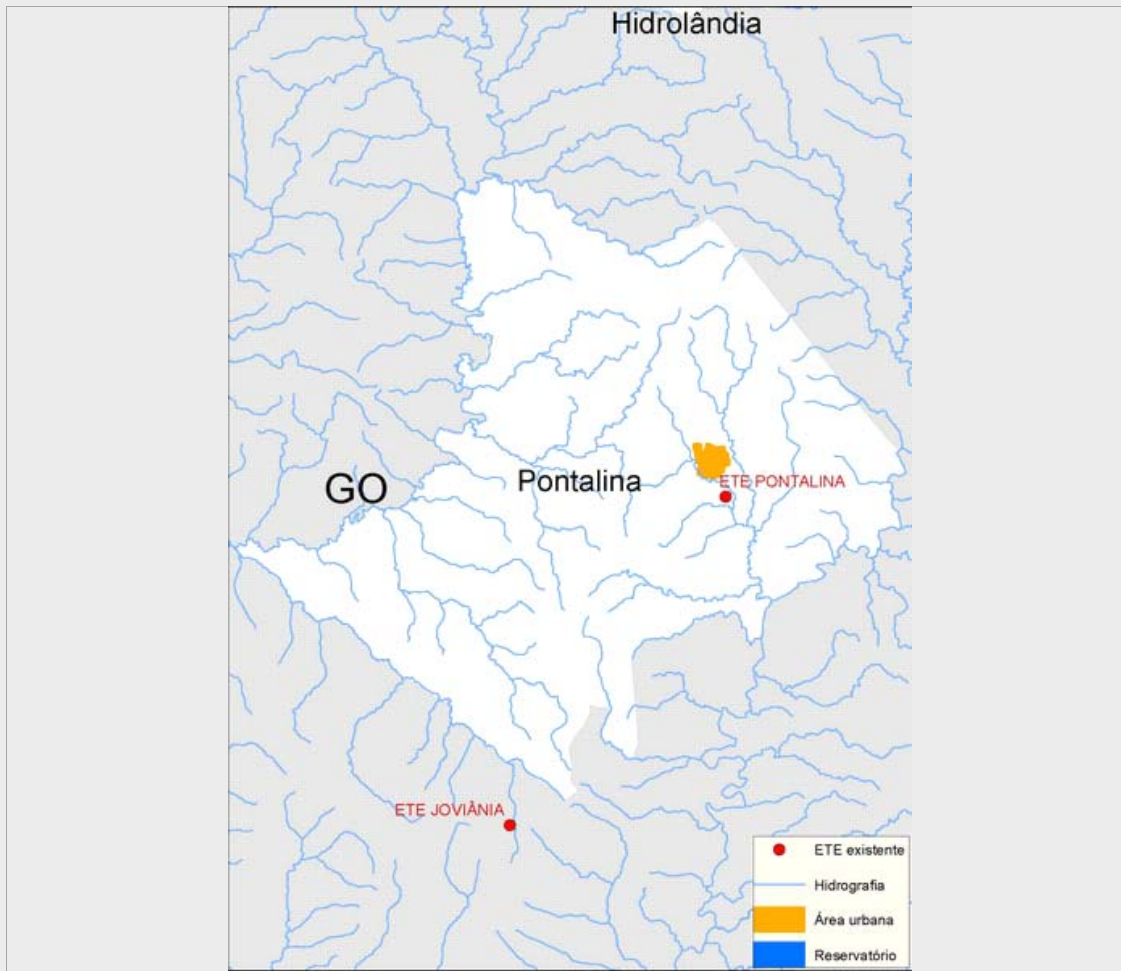 Hidrolândia
GO
Pontalina
ETE PONTALINA
ETE JOVIÂNIA
ETE existente
Hidrografia
Área urbana
Reservatório